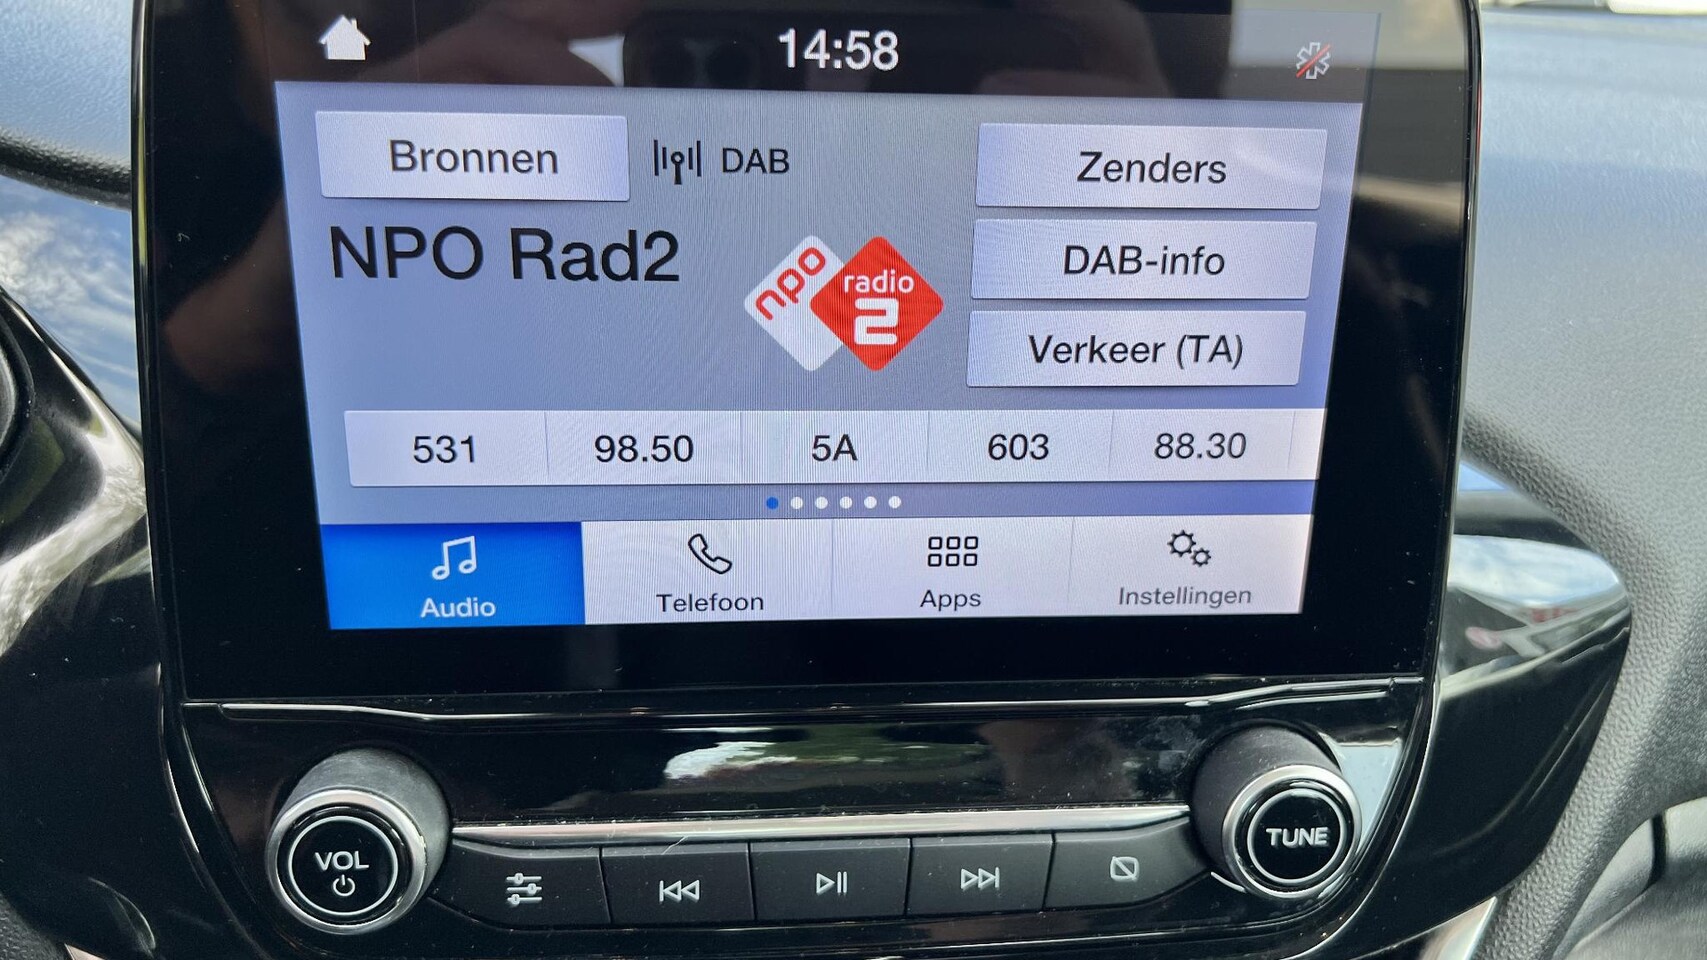 14:58
Bronnen
DAB
Zenders
NPO Rad2
npo
radio
2
DAB-info
Verkeer (TA)
531
98.50
5A
603
88.30
Audio
Telefoon
Apps
Instellingen
VOL
TUNE